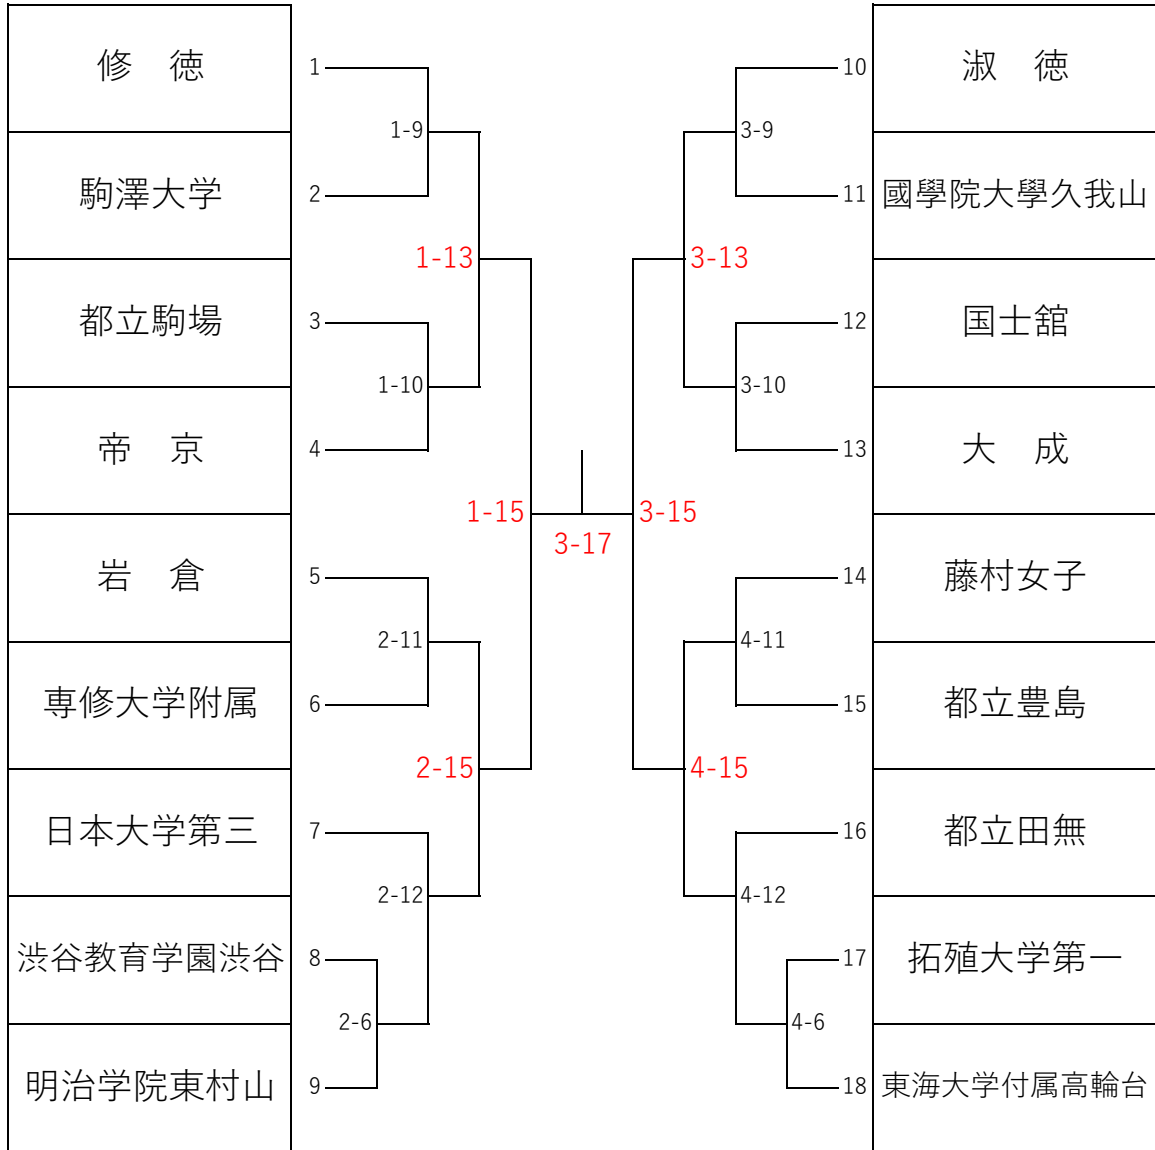 修　徳 1 10 淑　徳
1-9 3-9
駒澤大学 2 11 國學院大學久我山
1-13 3-13
都立駒場 3 12 国士舘
1-10 3-10
帝　京 4 13 大　成
1-15 3-15
3-17
岩　倉 5 14 藤村女子
2-11 4-11
専修大学附属 6 15 都立豊島
2-15 4-15
日本大学第三 7 16 都立田無
2-12 4-12
渋谷教育学園渋谷 8 17 拓殖大学第一
2-6 4-6
明治学院東村山 9 18 東海大学付属高輪台